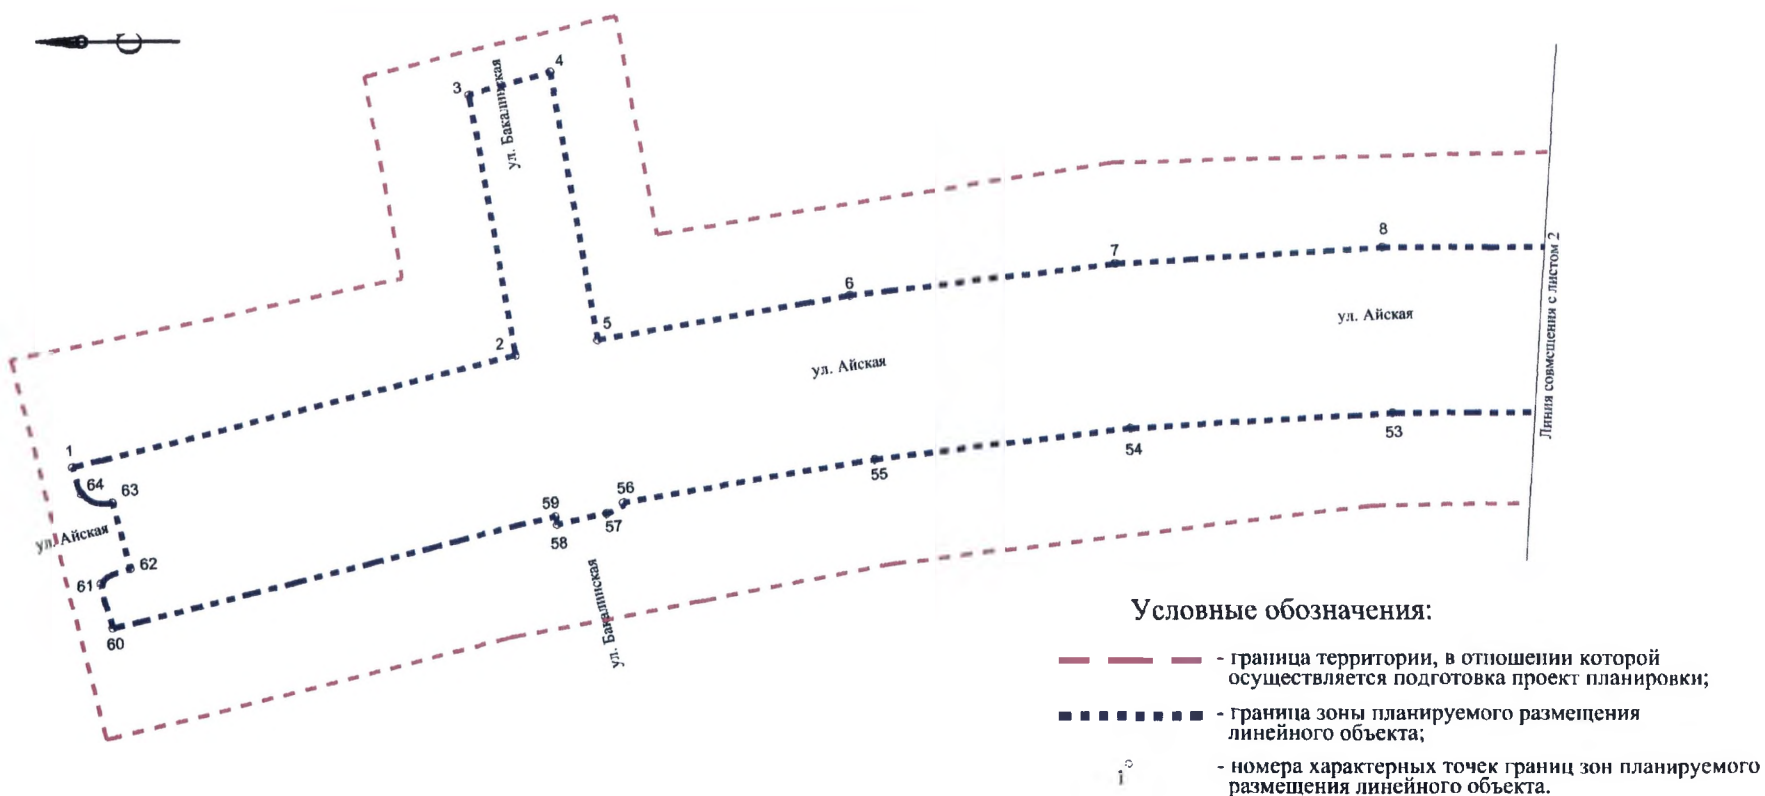 С
4
3
ул. Бакалинская
8
7
6
5
2
ул. Айская
ул. Айская
Линия совмещения с листом 2
1
64
63
ул. Айская
62
61
60
59
58
57
56
55
54
53
ул. Бакалинская
Условные обозначения:
- граница территории, в отношении которой
осуществляется подготовка проект планировки;
- граница зоны планируемого размещения
линейного объекта;
1
- номера характерных точек границ зон планируемого
размещения линейного объекта.